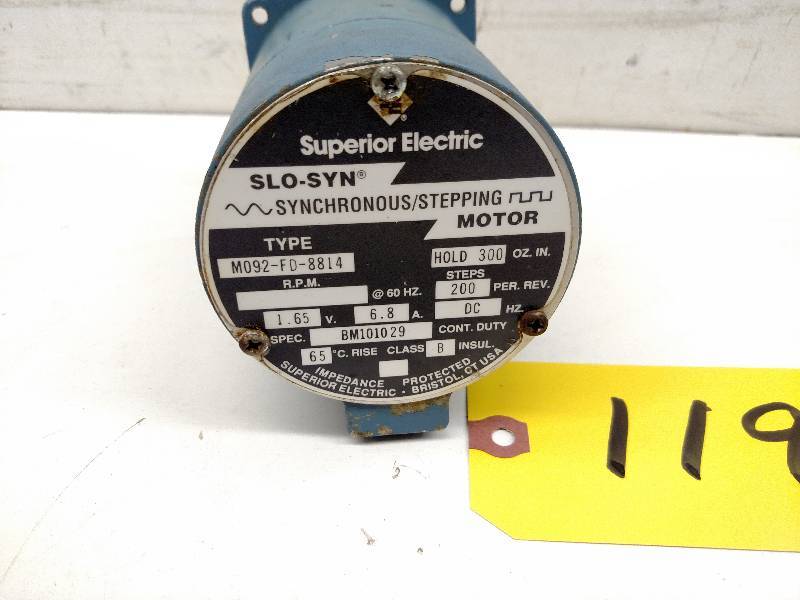 Superior Electric
SLO-SYN®
SYNCHRONOUS/STEPPING
MOTOR
TYPE
M092-FD-8814
HOLD 300 OZ. IN.
R.P.M.
@ 60 HZ.
STEPS
200 PER. REV.
1.65 V. 6.8 A. DC HZ.
SPEC. BM101029 CONT. DUTY
65 °C. RISE CLASS B INSUL.
IMPEDANCE PROTECTED
SUPERIOR ELECTRIC • BRISTOL, CT USA
119